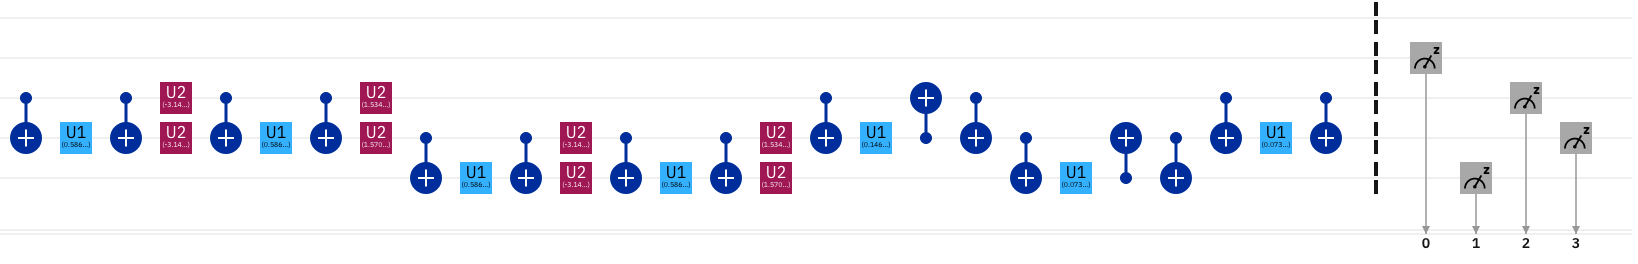 z
U2 U2 z
(-3.14...) (1.534...)
U1 U2 U1 U2 U2 U2 U1 U1 z
(0.586...) (-3.14...) (0.586...) (1.570...) (-3.14...) (1.534...) (0.146...) (0.073...)
U1 U2 U1 U2 U1 z
(0.586...) (-3.14...) (0.586...) (1.570...) (0.073...)
0 1 2 3